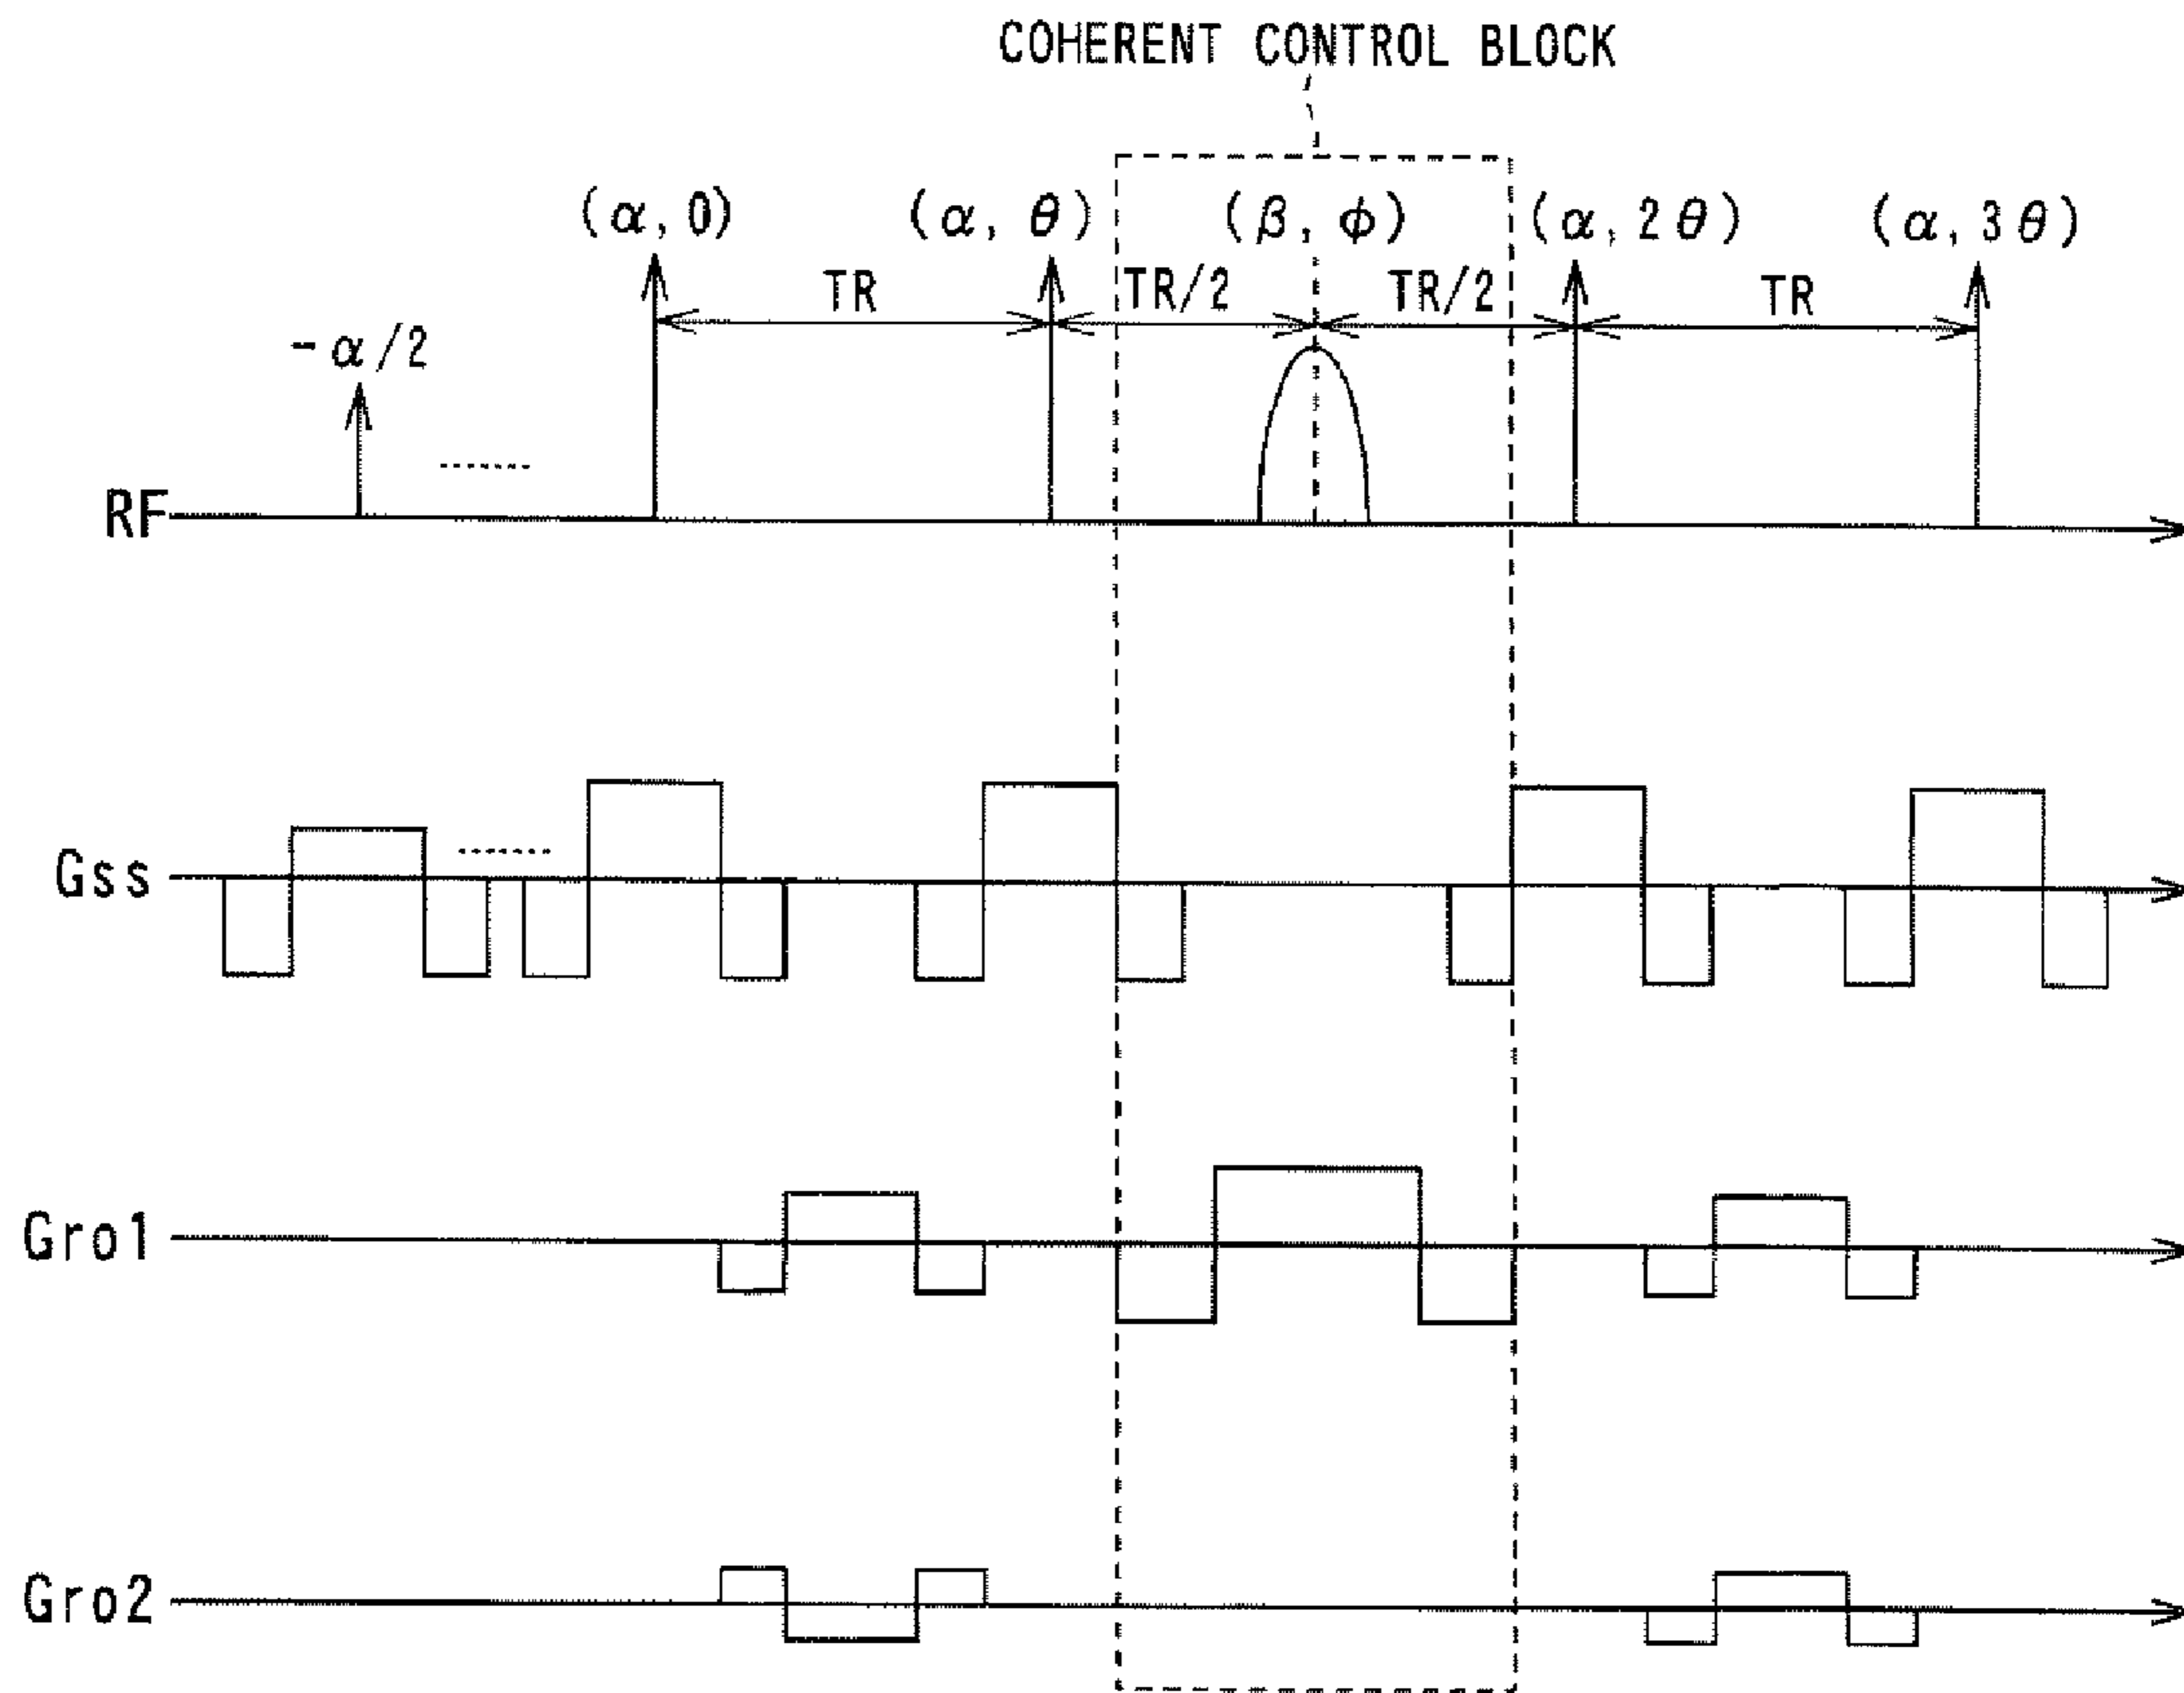 COHERENT CONTROL BLOCK
(α, 0) (α, θ) (β, φ) (α, 2θ) (α, 3θ)
TR TR/2 TR/2 TR
-α/2
RF
Gss
Gro1
Gro2